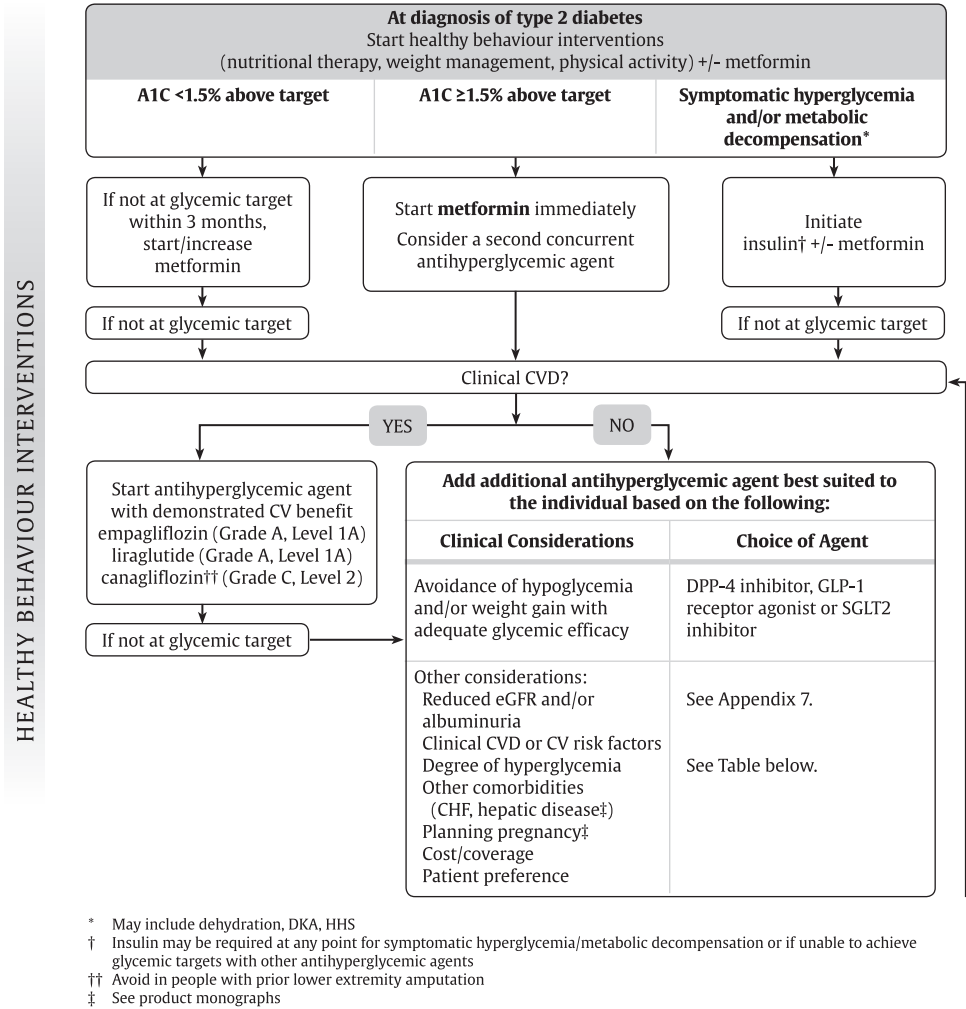 HEALTHY BEHAVIOUR INTERVENTIONS
At diagnosis of type 2 diabetes
Start healthy behaviour interventions
(nutritional therapy, weight management, physical activity) +/- metformin
A1C <1.5% above target
A1C ≥1.5% above target
Symptomatic hyperglycemia
and/or metabolic
decompensation*
If not at glycemic target
within 3 months,
start/increase
metformin
Start metformin immediately
Consider a second concurrent
antihyperglycemic agent
Initiate
insulin† +/- metformin
If not at glycemic target
If not at glycemic target
Clinical CVD?
YES
NO
Start antihyperglycemic agent
with demonstrated CV benefit
empagliflozin (Grade A, Level 1A)
liraglutide (Grade A, Level 1A)
canagliflozin†† (Grade C, Level 2)
If not at glycemic target
Add additional antihyperglycemic agent best suited to
the individual based on the following:
Clinical Considerations
Choice of Agent
Avoidance of hypoglycemia
and/or weight gain with
adequate glycemic efficacy
DPP-4 inhibitor, GLP-1
receptor agonist or SGLT2
inhibitor
Other considerations:
Reduced eGFR and/or
albuminuria
See Appendix 7.
Clinical CVD or CV risk factors
Degree of hyperglycemia
See Table below.
Other comorbidities
(CHF, hepatic disease‡)
Planning pregnancy‡
Cost/coverage
Patient preference
* May include dehydration, DKA, HHS
† Insulin may be required at any point for symptomatic hyperglycemia/metabolic decompensation or if unable to achieve
glycemic targets with other antihyperglycemic agents
†† Avoid in people with prior lower extremity amputation
‡ See product monographs